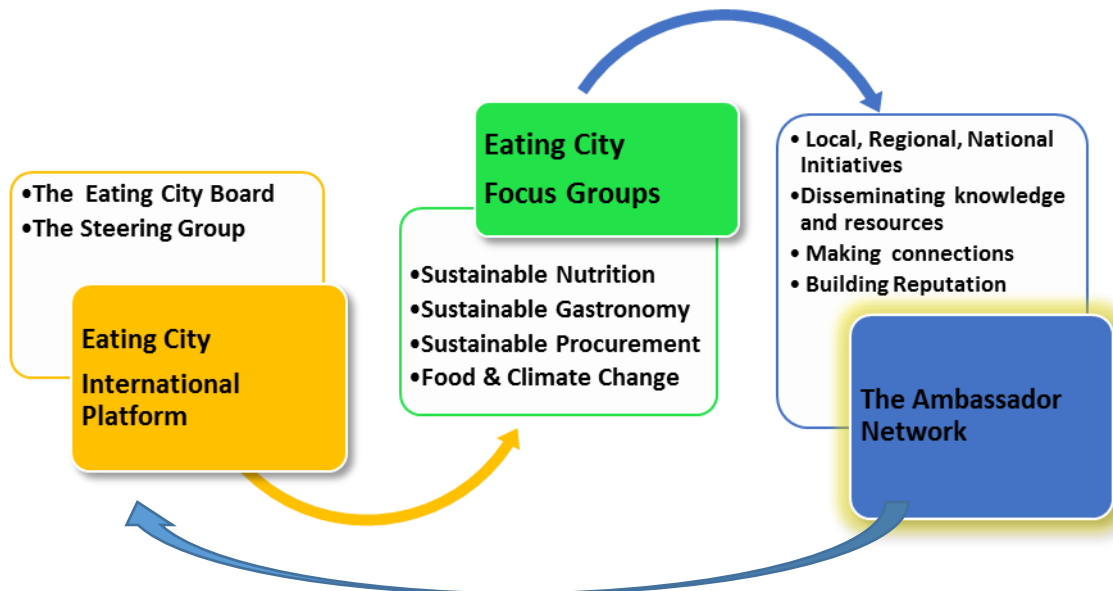 •The Eating City Board
•The Steering Group
Eating City
International
Platform
Eating City
Focus Groups
•Sustainable Nutrition
•Sustainable Gastronomy
•Sustainable Procurement
•Food & Climate Change
• Local, Regional, National
Initiatives
•Disseminating knowledge
and resources
• Making connections
• Building Reputation
The Ambassador
Network